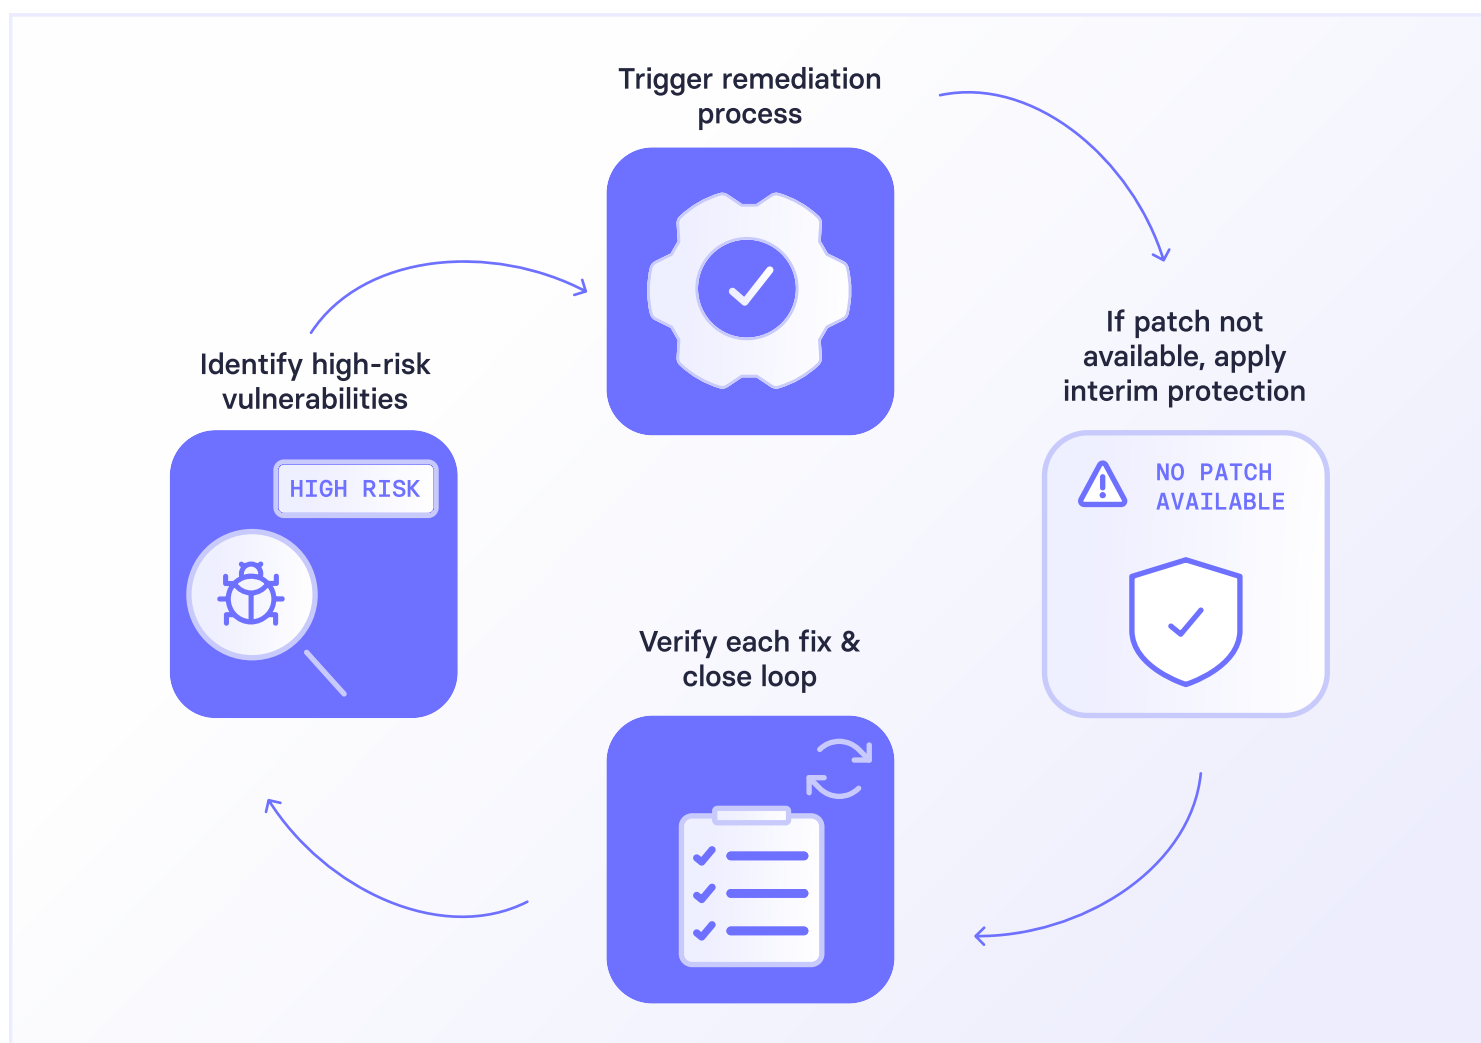 Trigger remediation
process
Identify high-risk
vulnerabilities
HIGH RISK
If patch not
available, apply
interim protection
NO PATCH
AVAILABLE
Verify each fix &
close loop